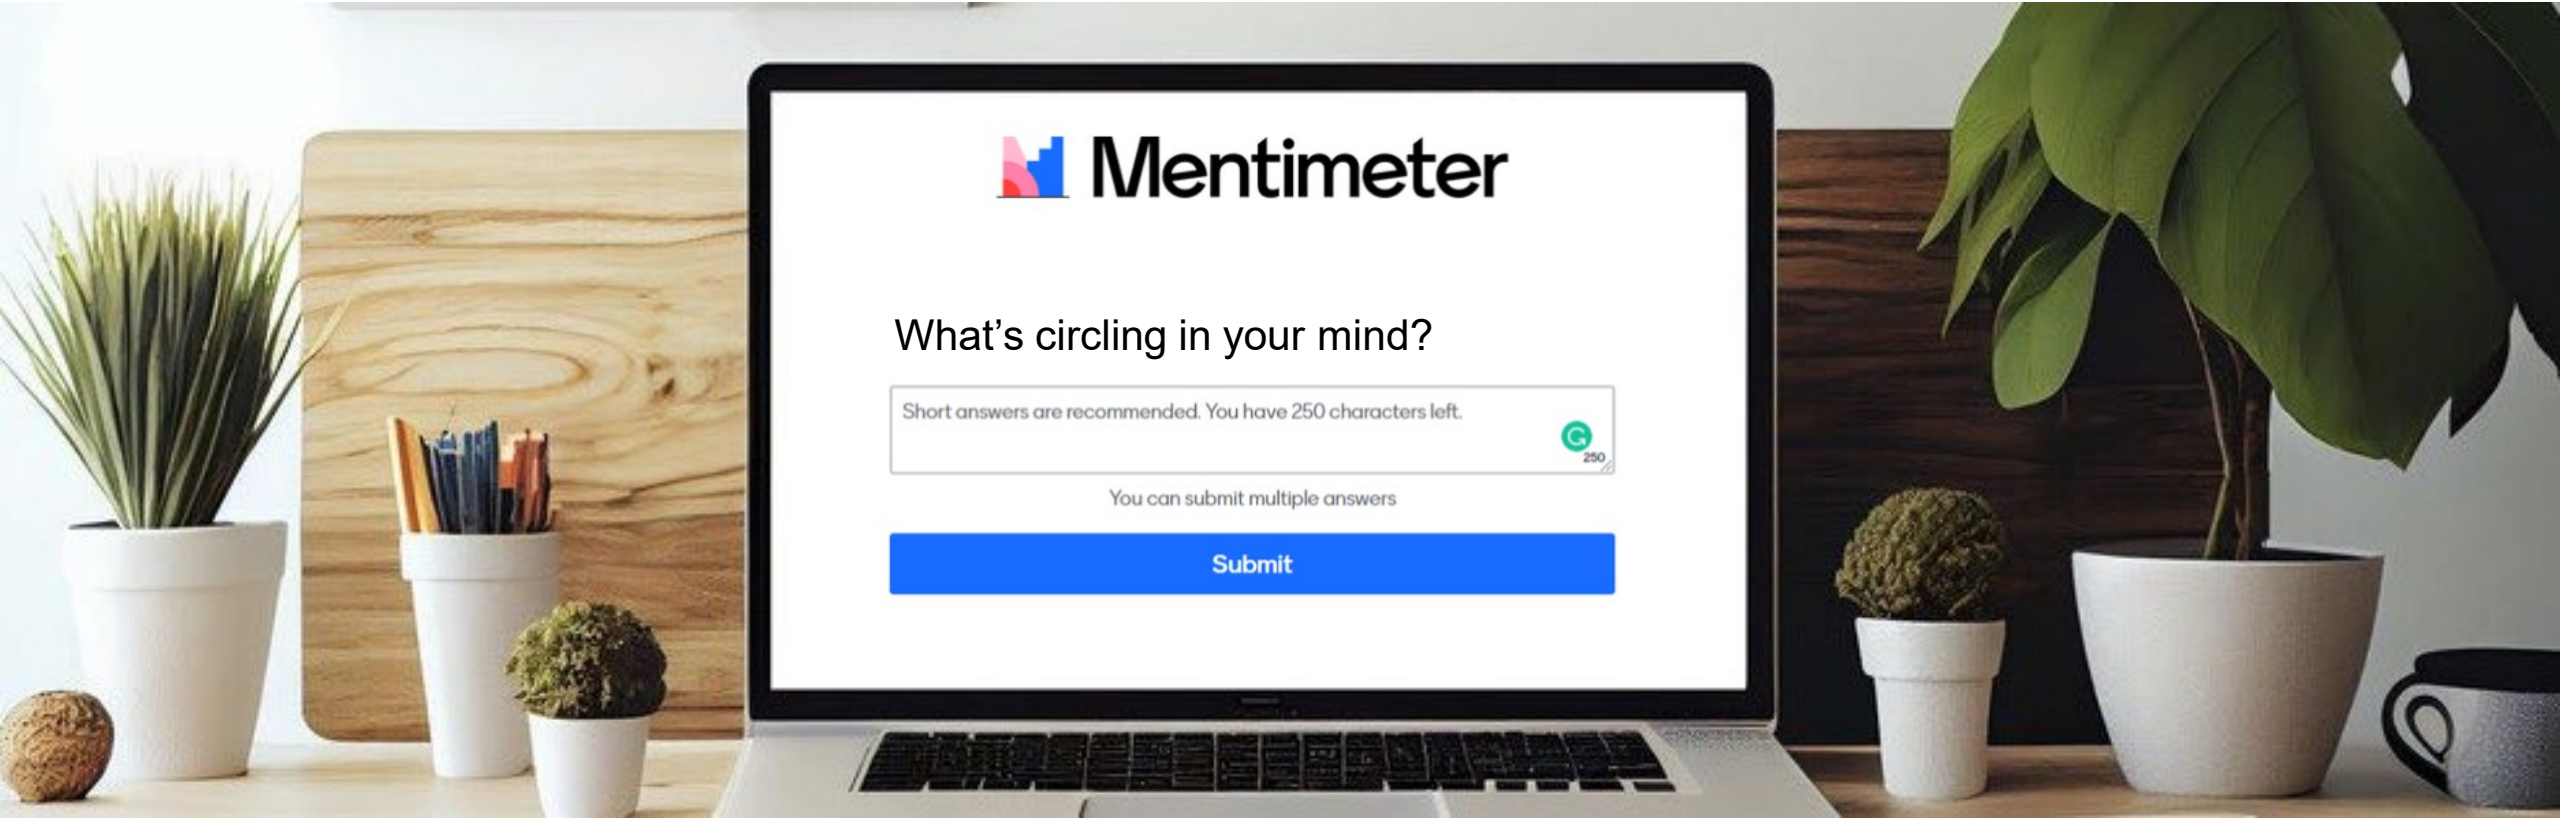 Mentimeter
What’s circling in your mind?
Short answers are recommended. You have 250 characters left.
250
You can submit multiple answers
Submit